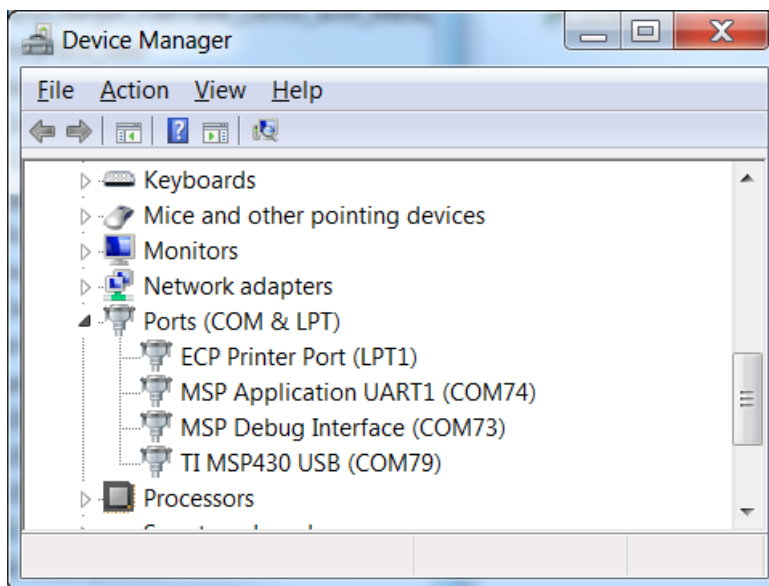 Device Manager
File Action View Help
Keyboards
Mice and other pointing devices
Monitors
Network adapters
Ports (COM & LPT)
ECP Printer Port (LPT1)
MSP Application UART1 (COM74)
MSP Debug Interface (COM73)
TI MSP430 USB (COM79)
Processors